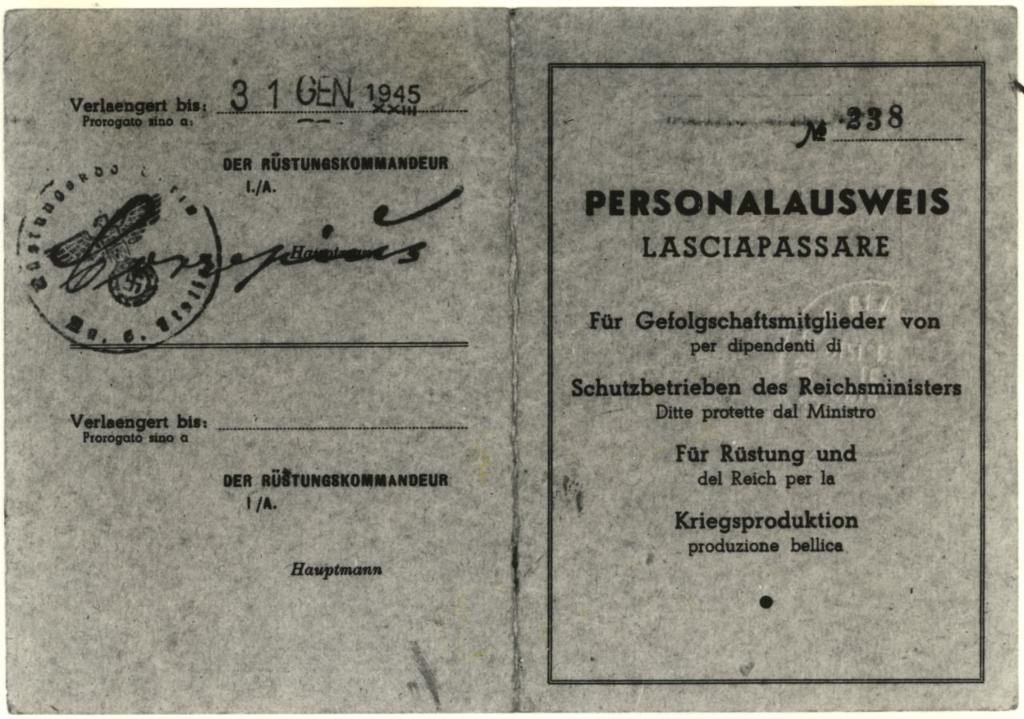 Verlaengert bis: 31 GEN. 1945
Prorogato sino a: XXIII
DER RÜSTUNGSKOMMANDEUR
I./A.
Hauptmann
Verlaengert bis:
Prorogato sino a
DER RÜSTUNGSKOMMANDEUR
I/A.
Hauptmann
№ 238
PERSONALAUSWEIS
LASCIAPASSARE
Für Gefolgschaftsmitglieder von
per dipendenti di
Schutzbetrieben des Reichsministers
Ditte protette dal Ministro
Für Rüstung und
del Reich per la
Kriegsproduktion
produzione bellica